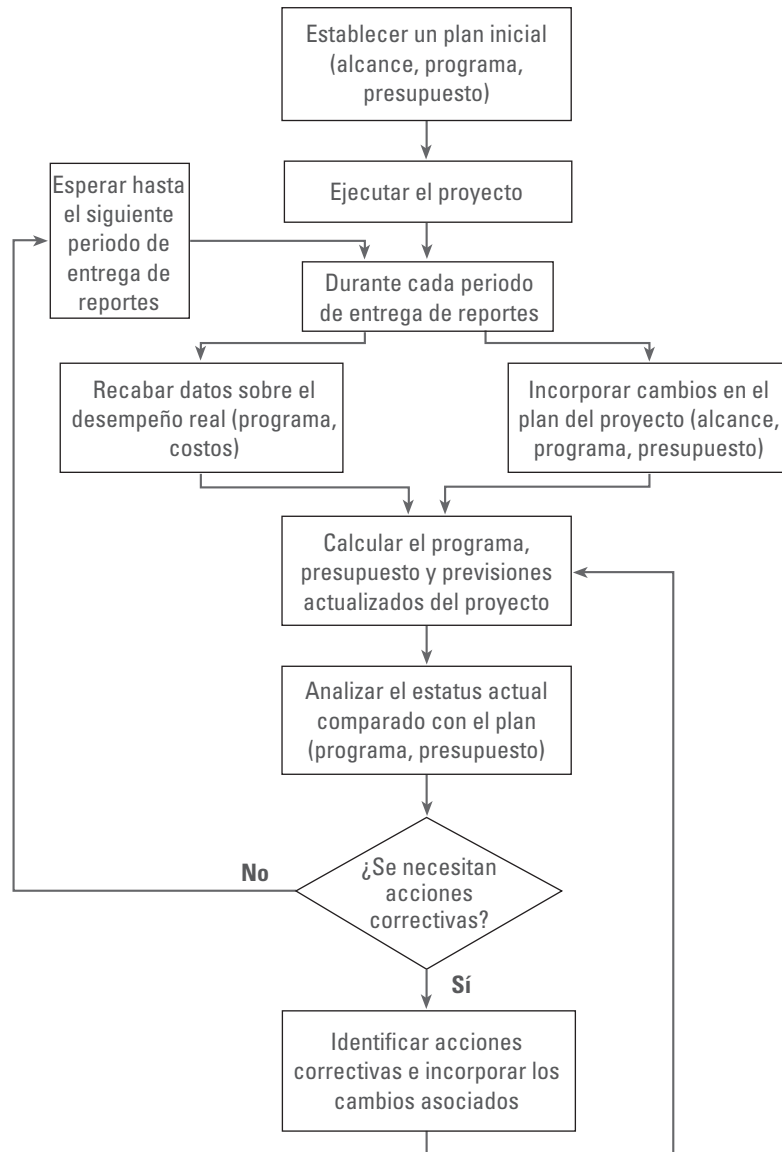 Establecer un plan inicial
(alcance, programa,
presupuesto)
Ejecutar el proyecto
Esperar hasta
el siguiente
periodo de
entrega de
reportes
Durante cada periodo
de entrega de reportes
Recabar datos sobre el
desempeño real (programa,
costos)
Incorporar cambios en el
plan del proyecto (alcance,
programa, presupuesto)
Calcular el programa,
presupuesto y previsiones
actualizados del proyecto
Analizar el estatus actual
comparado con el plan
(programa, presupuesto)
No
¿Se necesitan
acciones
correctivas?
Sí
Identificar acciones
correctivas e incorporar los
cambios asociados